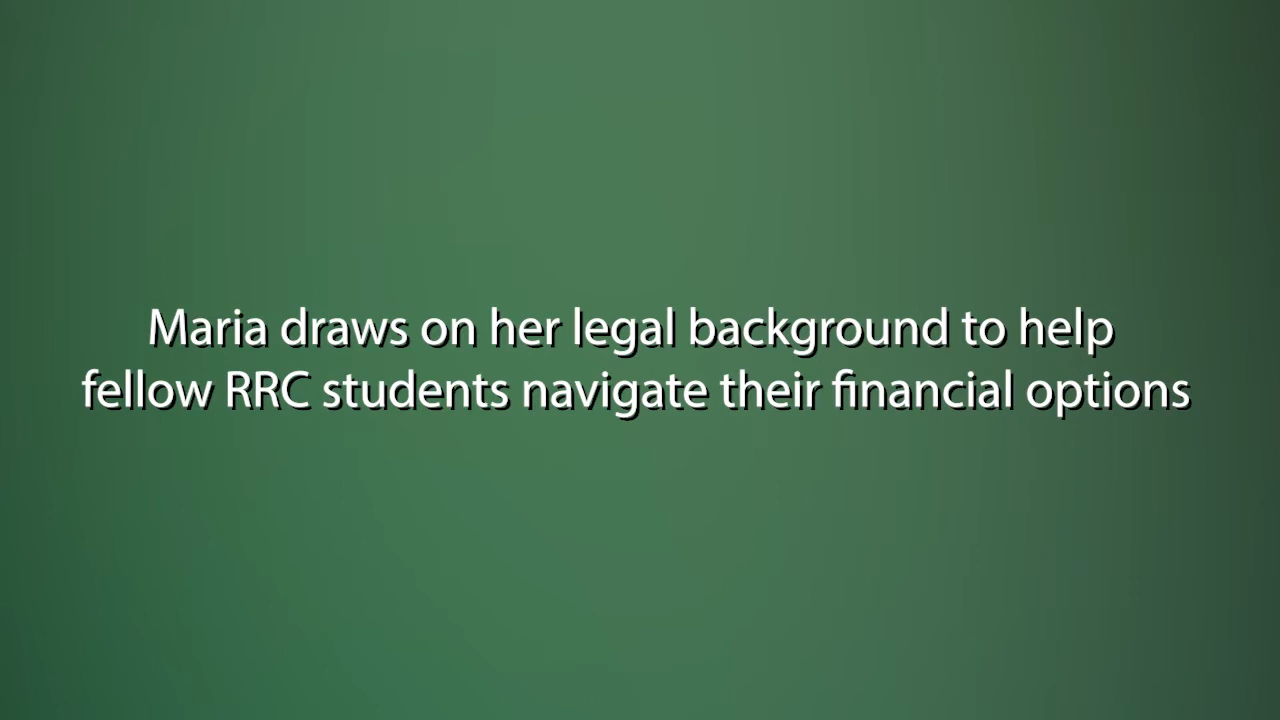 Maria draws on her legal background to help
fellow RRC students navigate their financial options